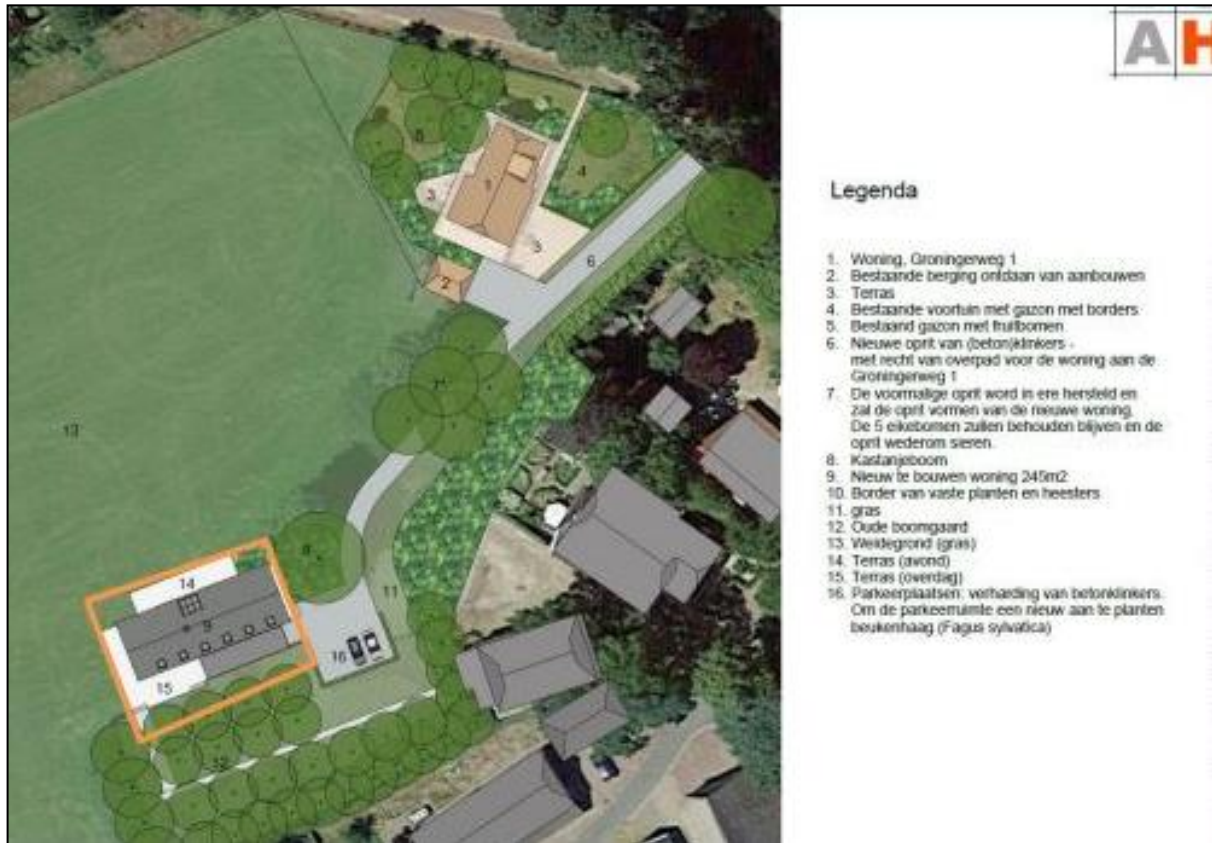 AH
Legenda
1. Woning, Groningerweg 1
2. Bestaande berging ontdaan van aanbouwen
3. Terras
4. Bestaande voortuin met gazon met borders
5. Bestaand gazon met fruitbomen
6. Nieuwe oprit van (beton)klinkers -
met recht van overpad voor de woning aan de
Groningerweg 1
7. De voormalige oprit word in ere hersteld en
zal de oprit vormen van de nieuwe woning.
De 5 eikebomen zullen behouden blijven en de
oprit wederom sieren.
8. Kastanjeboom
9. Nieuw te bouwen woning 245m2
10. Border van vaste planten en heesters
11. gras
12. Oude boomgaard
13. Weidegrond (gras)
14. Terras (avond)
15. Terras (overdag)
16. Parkeerplaatsen: verharding van betonklinkers.
Om de parkeerruimte een nieuw aan te planten
beukenhaag (Fagus sylvatica)
1
4
3
3
6
2
13
8
11
14
9
16
15
12